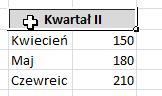 Kwartał II
Kwiecień 150
Maj 180
Czewreic 210